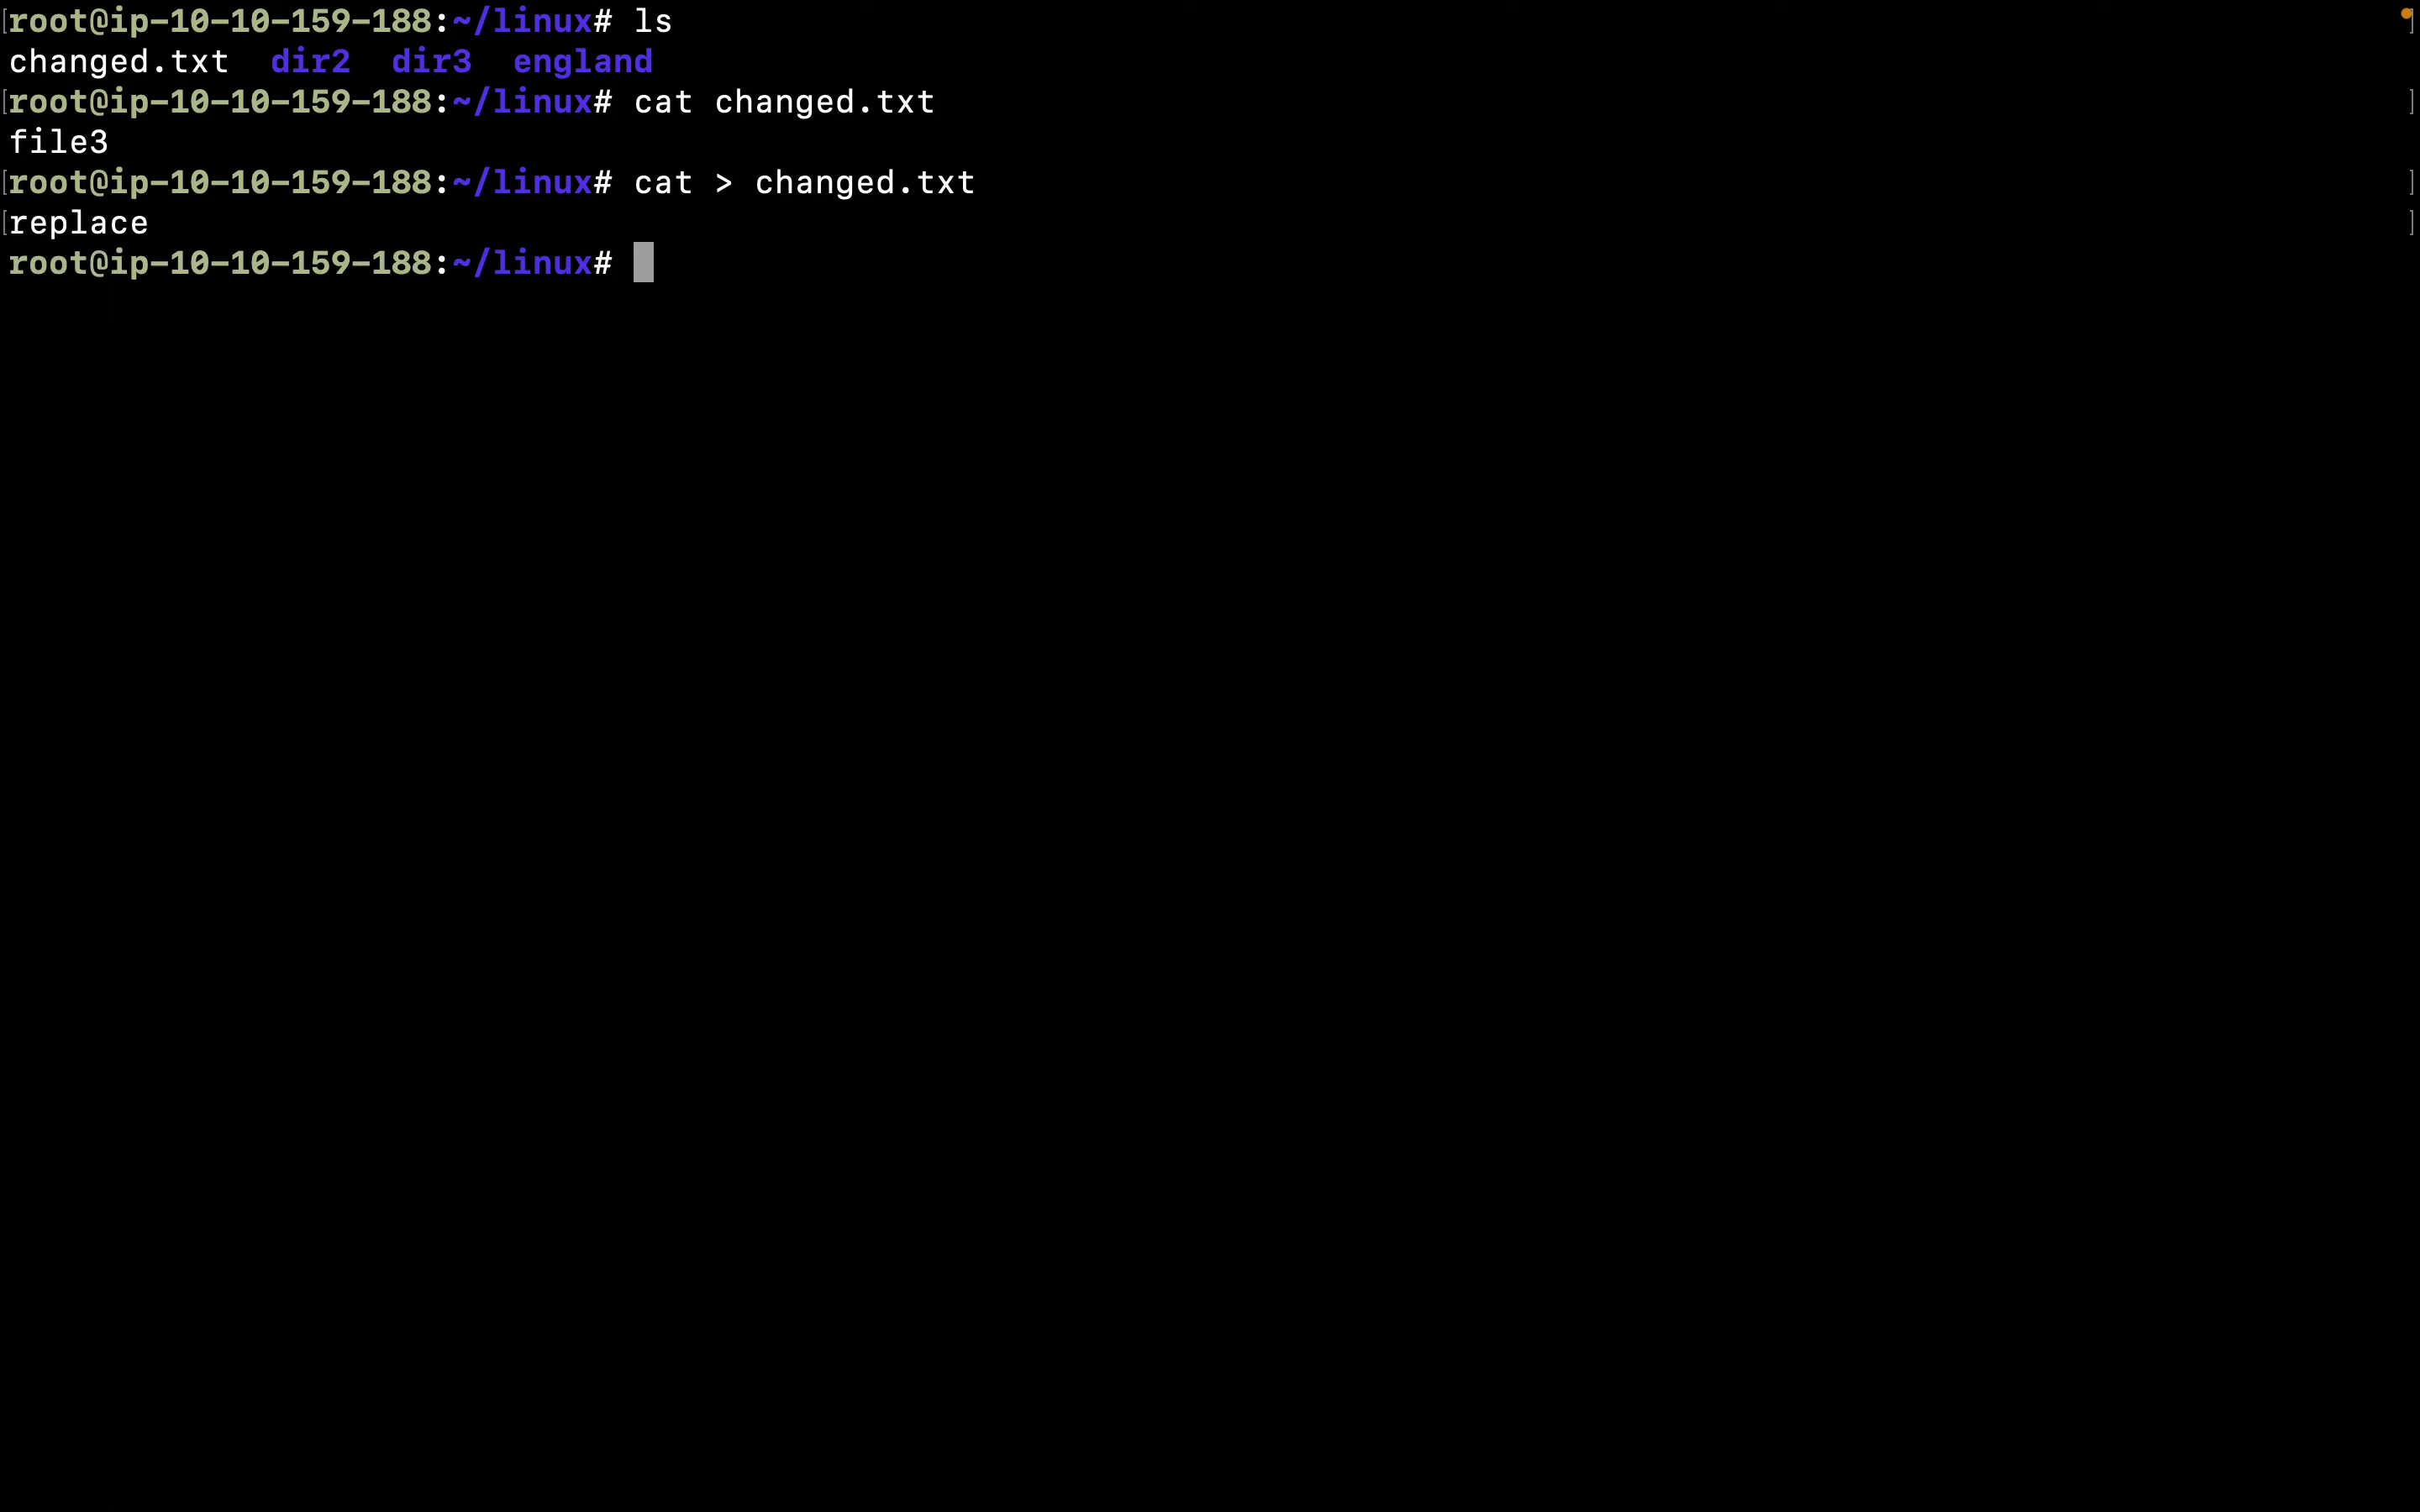 root@ip-10-10-159-188:~/linux# ls
changed.txt  dir2  dir3  england
root@ip-10-10-159-188:~/linux# cat changed.txt
file3
root@ip-10-10-159-188:~/linux# cat > changed.txt
replace
root@ip-10-10-159-188:~/linux#